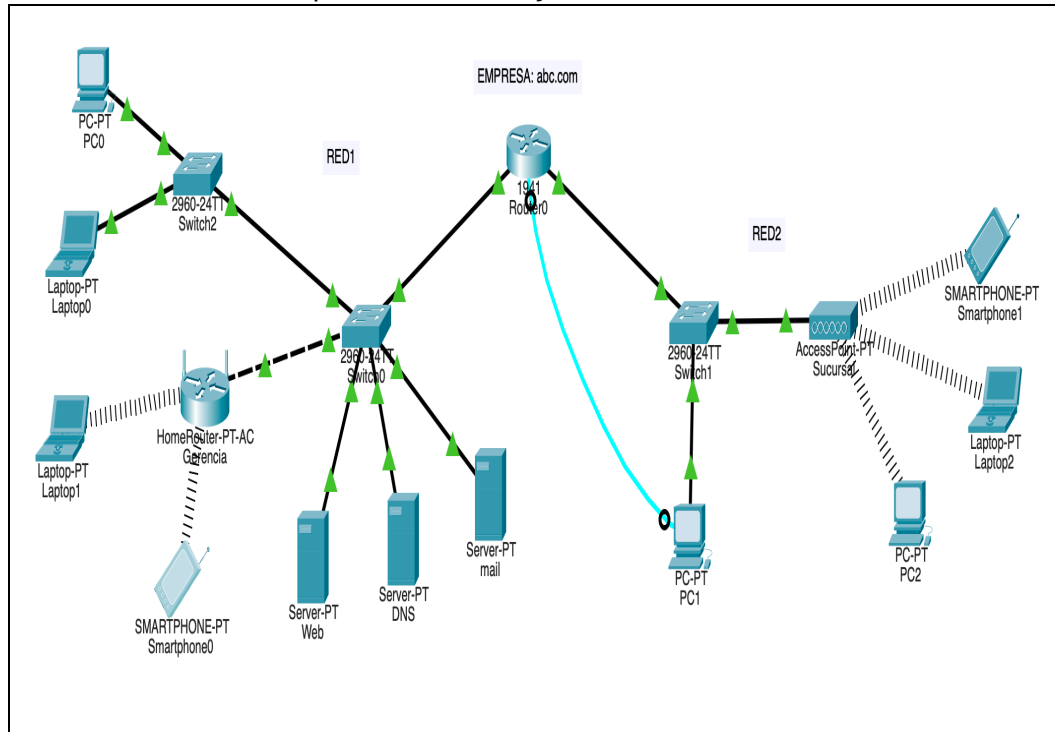 EMPRESA: abc.com
PC-PT
PC0
RED1
2960-24TT
Switch2
1941
Router0
RED2
Laptop-PT
Laptop0
SMARTPHONE-PT
Smartphone1
2960-24TT
Switch0
2960-24TT
Switch1
AccessPoint-PT
Sucursal
HomeRouter-PT-AC
Gerencia
Laptop-PT
Laptop1
Laptop-PT
Laptop2
Server-PT
mail
PC-PT
PC1
PC-PT
PC2
Server-PT
DNS
Server-PT
Web
SMARTPHONE-PT
Smartphone0